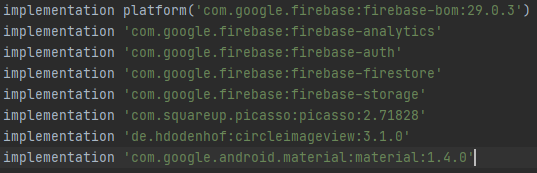 implementation platform('com.google.firebase:firebase-bom:29.0.3')
implementation 'com.google.firebase:firebase-analytics'
implementation 'com.google.firebase:firebase-auth'
implementation 'com.google.firebase:firebase-firestore'
implementation 'com.google.firebase:firebase-storage'
implementation 'com.squareup.picasso:picasso:2.71828'
implementation 'de.hdodenhof:circleimageview:3.1.0'
implementation 'com.google.android.material:material:1.4.0'